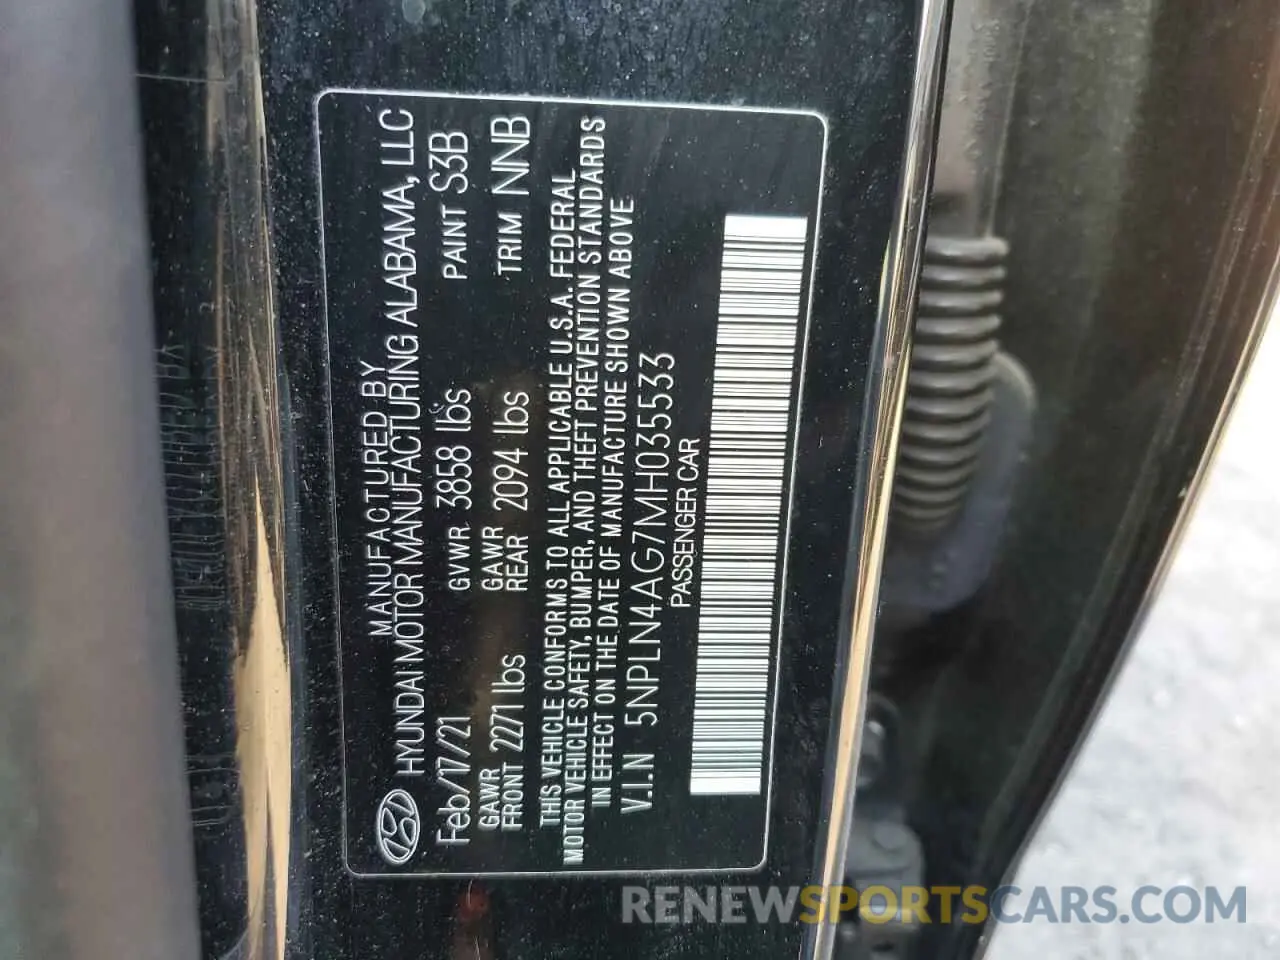 MANUFACTURED BY
HYUNDAI MOTOR MANUFACTURING ALABAMA, LLC
Feb/17/21 GVWR 3858 lbs PAINT S3B
GAWR FRONT 2271 lbs GAWR REAR 2094 lbs TRIM NNB
THIS VEHICLE CONFORMS TO ALL APPLICABLE U.S.A. FEDERAL
MOTOR VEHICLE SAFETY, BUMPER, AND THEFT PREVENTION STANDARDS
IN EFFECT ON THE DATE OF MANUFACTURE SHOWN ABOVE
V.I.N 5NPLN4AG7MH035533
PASSENGER CAR
RENEWSPORTSCARS.COM